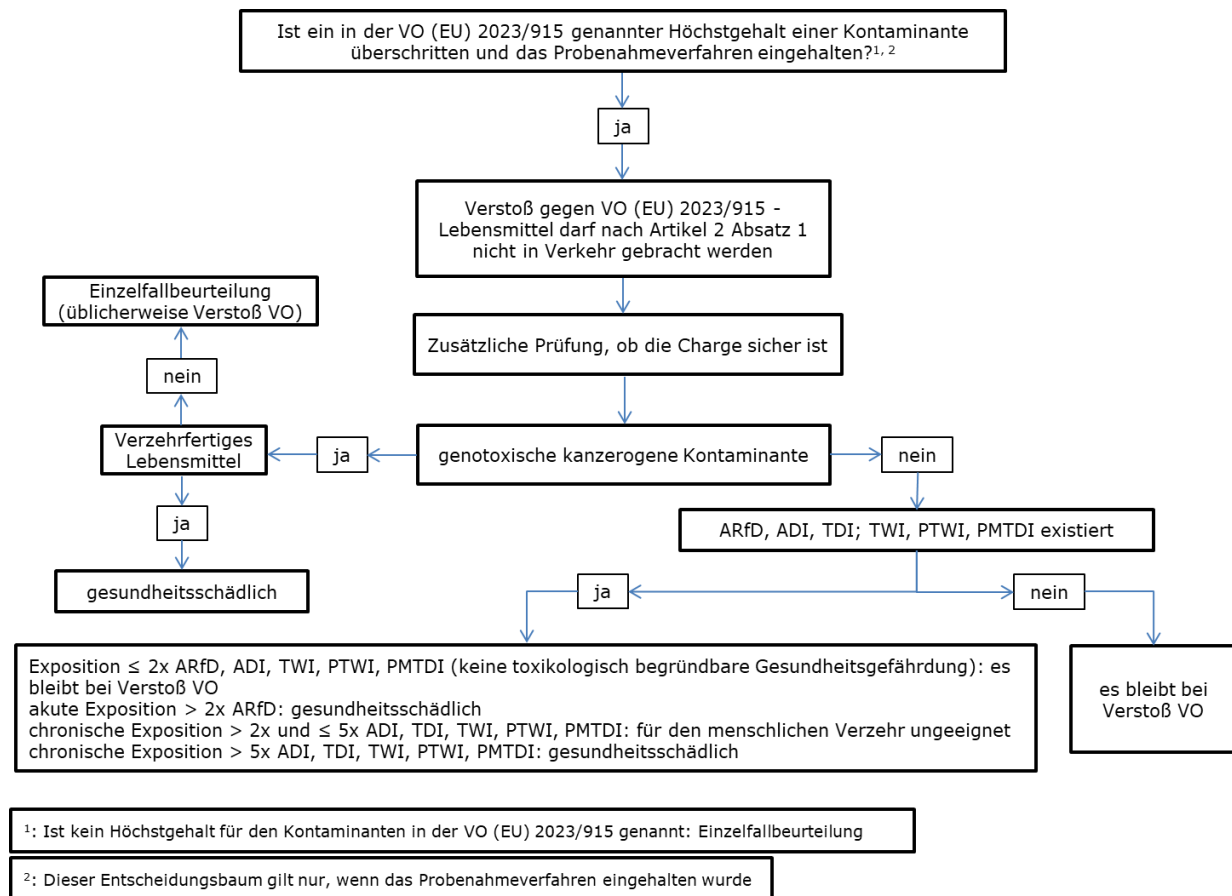 Ist ein in der VO (EU) 2023/915 genannter Höchstgehalt einer Kontaminante
überschritten und das Probenahmeverfahren eingehalten?1, 2
ja
Verstoß gegen VO (EU) 2023/915 -
Lebensmittel darf nach Artikel 2 Absatz 1
nicht in Verkehr gebracht werden
Einzelfallbeurteilung
(üblicherweise Verstoß VO)
Zusätzliche Prüfung, ob die Charge sicher ist
nein
Verzehrfertiges
Lebensmittel
ja
genotoxische kanzerogene Kontaminante
nein
ja
ARfD, ADI, TDI; TWI, PTWI, PMTDI existiert
gesundheitsschädlich
ja
nein
Exposition ≤ 2x ARfD, ADI, TWI, PTWI, PMTDI (keine toxikologisch begründbare Gesundheitsgefährdung): es
bleibt bei Verstoß VO
akute Exposition > 2x ARfD: gesundheitsschädlich
chronische Exposition > 2x und ≤ 5x ADI, TDI, TWI, PTWI, PMTDI: für den menschlichen Verzehr ungeeignet
chronische Exposition > 5x ADI, TDI, TWI, PTWI, PMTDI: gesundheitsschädlich
es bleibt bei
Verstoß VO
1: Ist kein Höchstgehalt für den Kontaminanten in der VO (EU) 2023/915 genannt: Einzelfallbeurteilung
2: Dieser Entscheidungsbaum gilt nur, wenn das Probenahmeverfahren eingehalten wurde